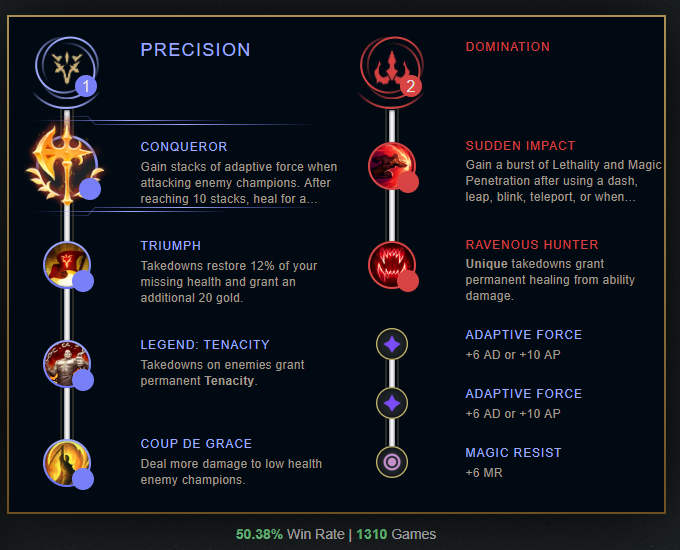 PRECISION
1
CONQUEROR
Gain stacks of adaptive force when
attacking enemy champions. After
reaching 10 stacks, heal for a...
TRIUMPH
Takedowns restore 12% of your
missing health and grant an
additional 20 gold.
LEGEND: TENACITY
Takedowns on enemies grant
permanent Tenacity.
COUP DE GRACE
Deal more damage to low health
enemy champions.
DOMINATION
2
SUDDEN IMPACT
Gain a burst of Lethality and Magic
Penetration after using a dash,
leap, blink, teleport, or when...
RAVENOUS HUNTER
Unique takedowns grant
permanent healing from ability
damage.
ADAPTIVE FORCE
+6 AD or +10 AP
ADAPTIVE FORCE
+6 AD or +10 AP
MAGIC RESIST
+6 MR
50.38% Win Rate | 1310 Games